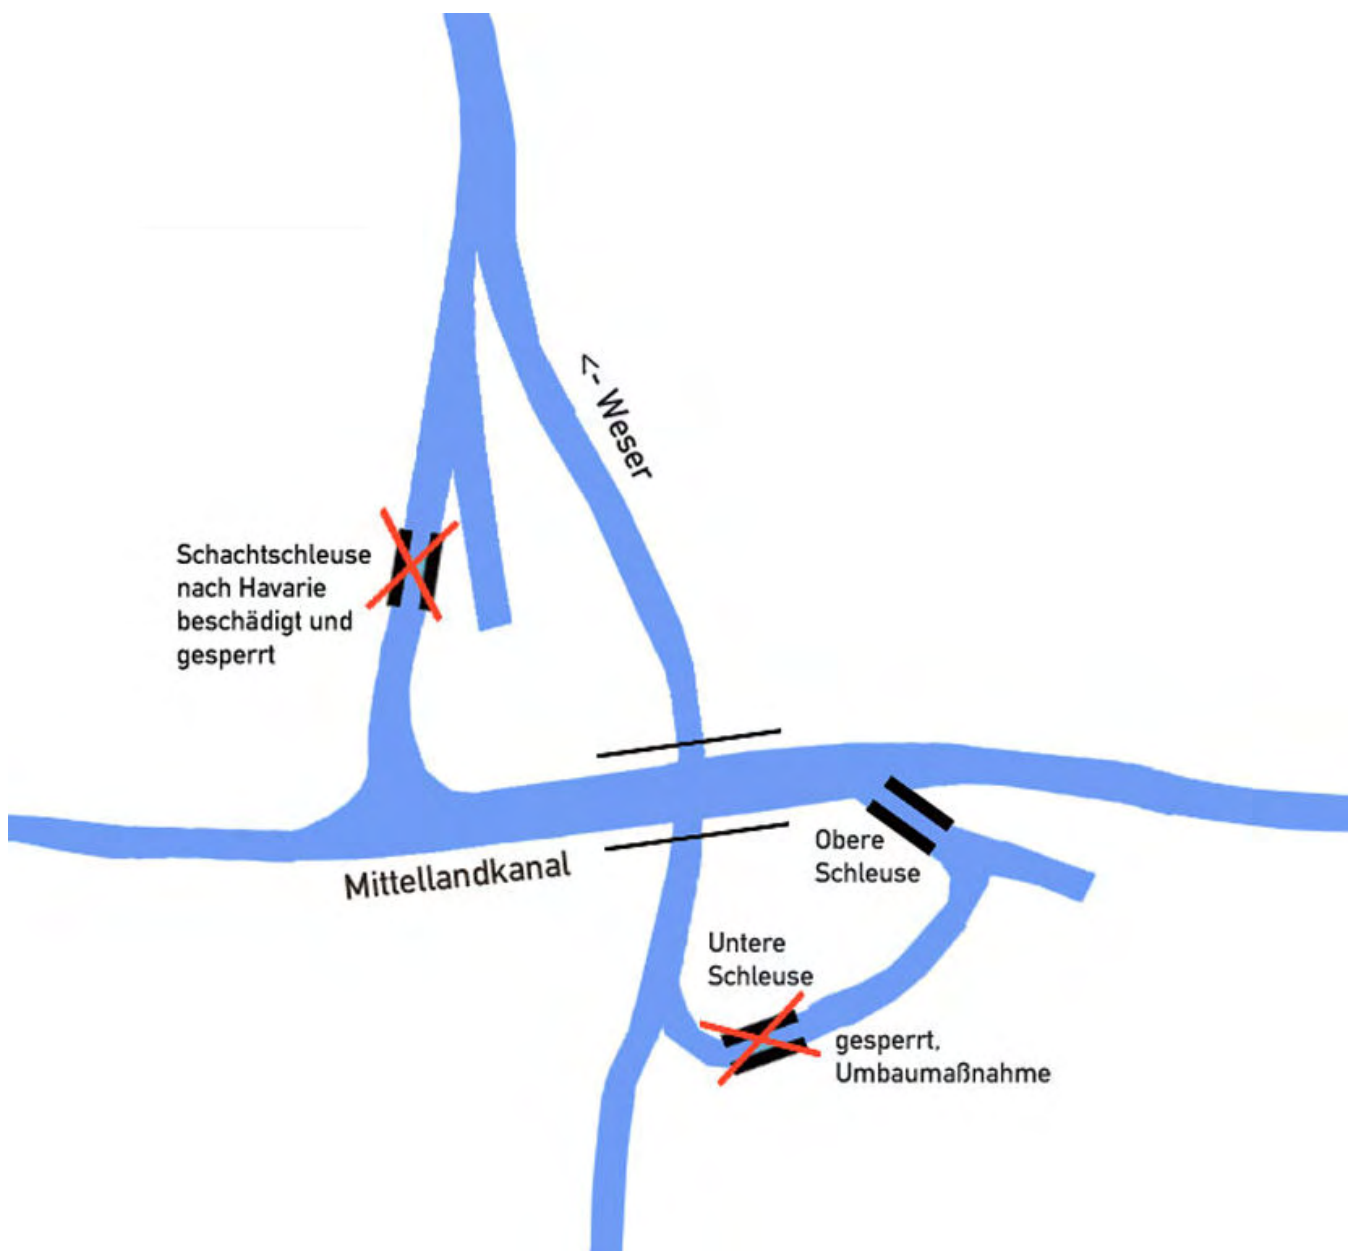 <- Weser
Schachtschleuse
nach Havarie
beschädigt und
gesperrt
Mittellandkanal
Obere
Schleuse
Untere
Schleuse
gesperrt,
Umbaumaßnahme